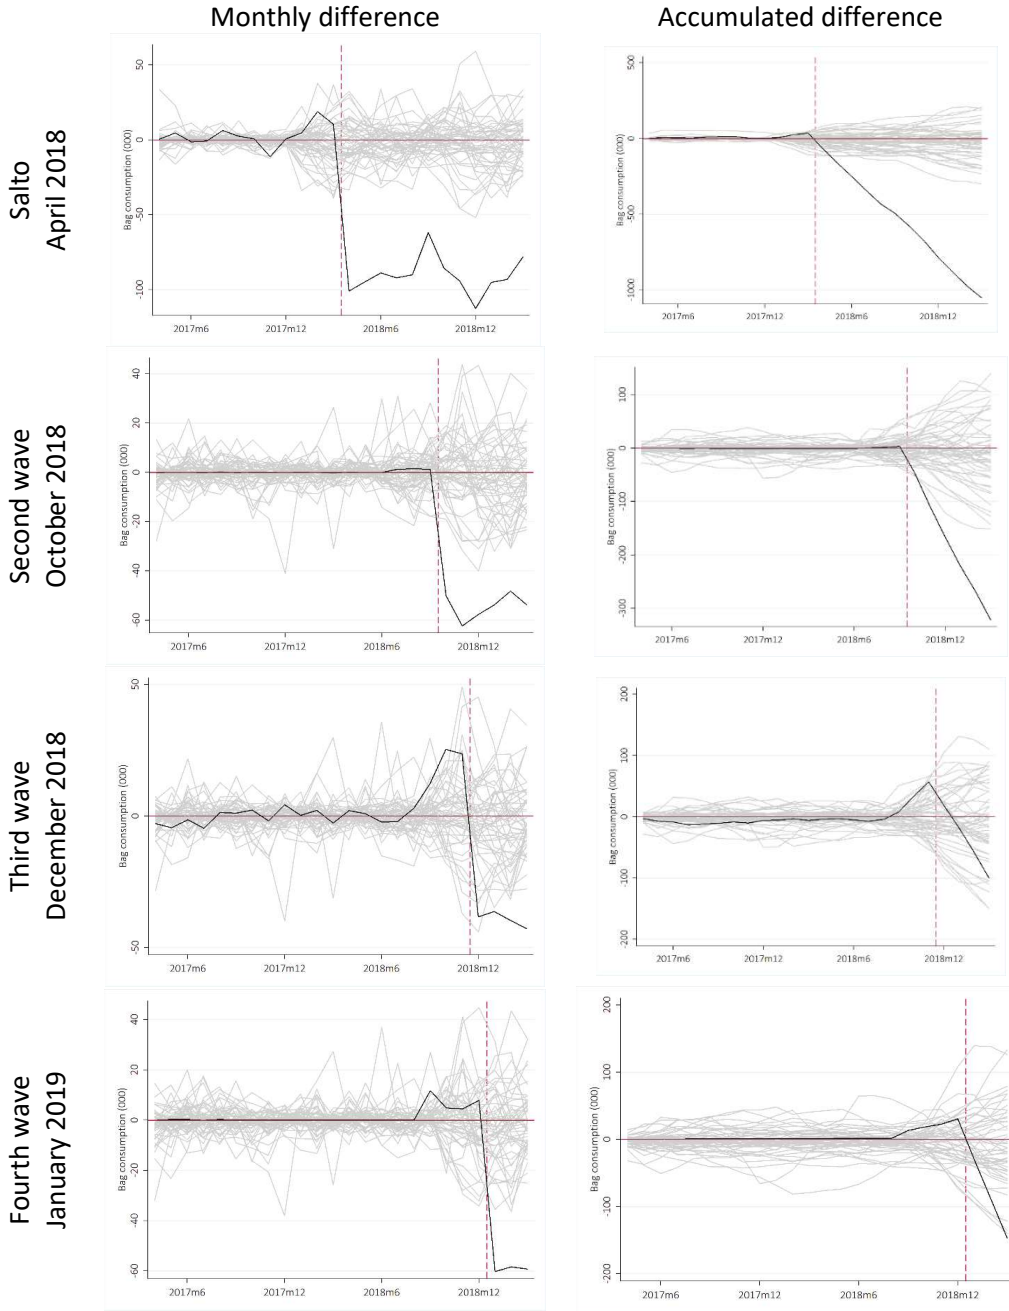 Monthly difference
Accumulated difference
Salto
April 2018
Bag consumption (000)
50
0
-50
-100
2017m6
2017m12
2018m6
2018m12
Bag consumption (000)
500
0
-500
-1000
2017m6
2017m12
2018m6
2018m12
Second wave
October 2018
Bag consumption (000)
40
20
0
-20
-40
-60
2017m6
2017m12
2018m6
2018m12
Bag consumption (000)
100
0
-100
-200
-300
2017m6
2017m12
2018m6
2018m12
Third wave
December 2018
Bag consumption (000)
50
0
-50
2017m6
2017m12
2018m6
2018m12
Bag consumption (000)
200
100
0
-100
-200
2017m6
2017m12
2018m6
2018m12
Fourth wave
January 2019
Bag consumption (000)
40
20
0
-20
-40
-60
2017m6
2017m12
2018m6
2018m12
Bag consumption (000)
200
100
0
-100
-200
2017m6
2017m12
2018m6
2018m12